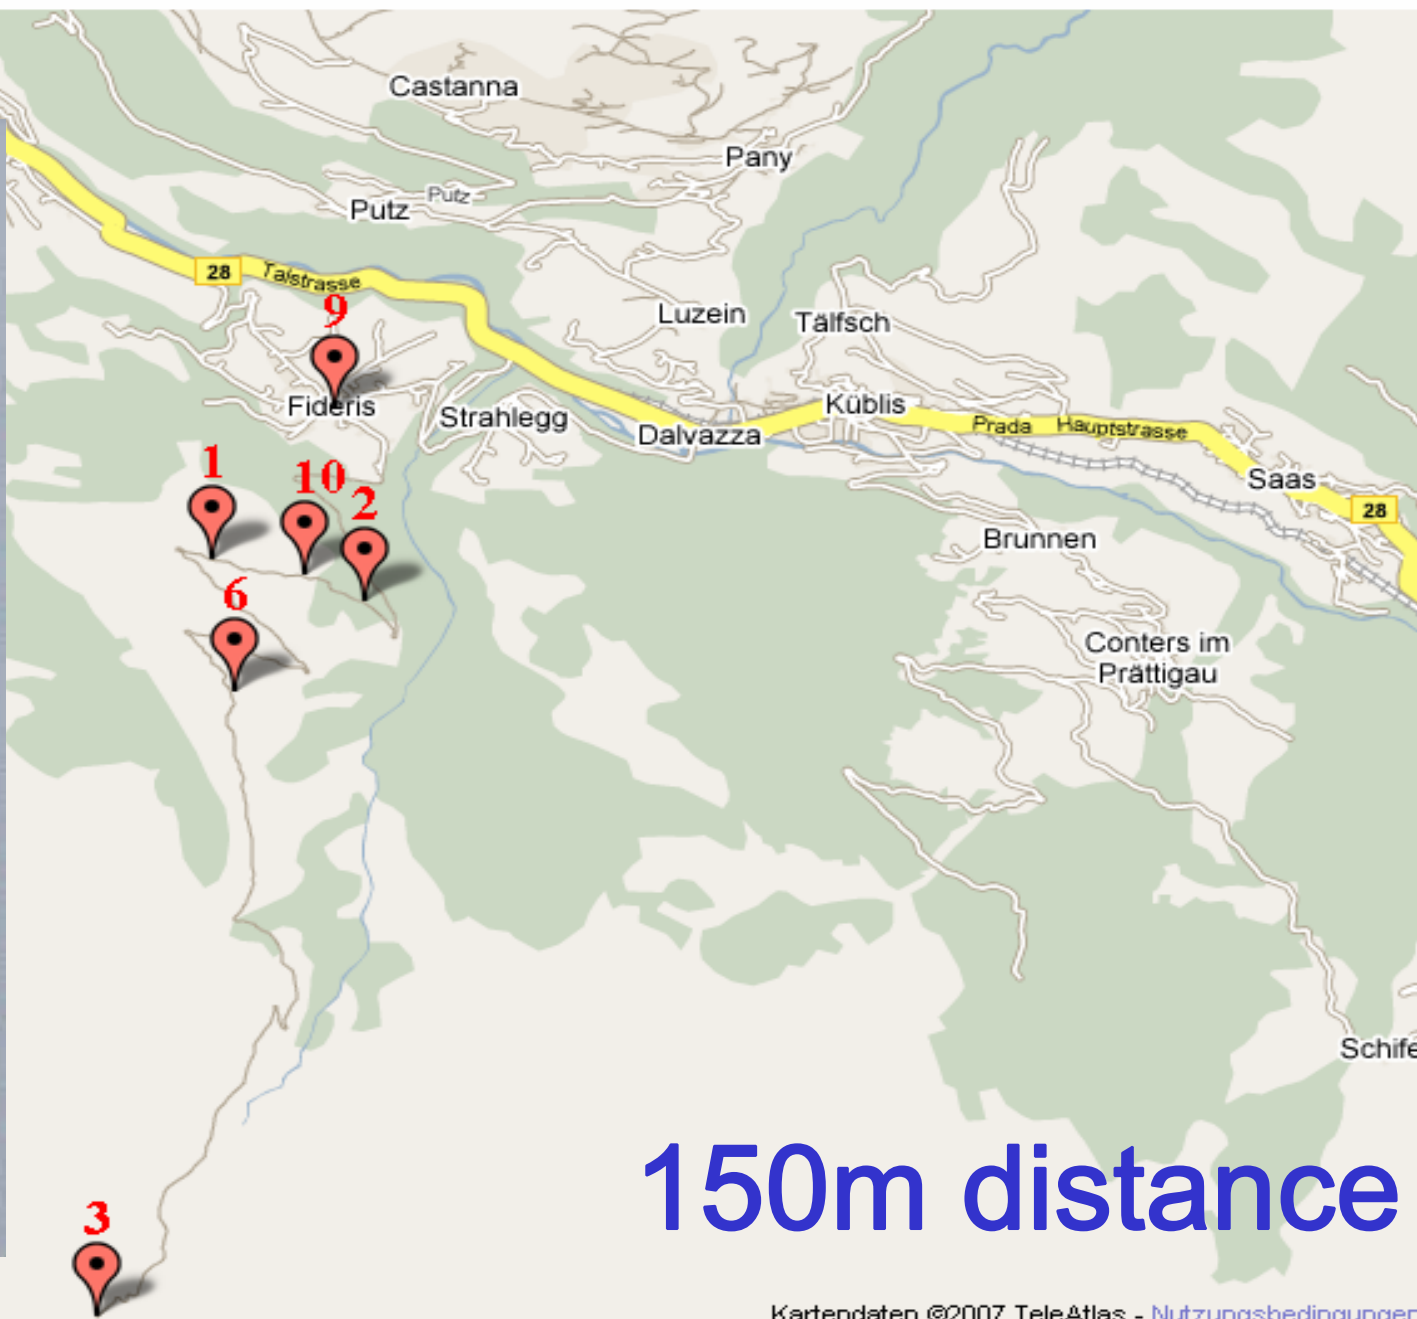 Castanna
Pany
Putz
Putz
28
Talstrasse
9
Luzein
Tälfsch
Fideris
Strahlegg
Dalvazza
Küblis
Prada
Hauptstrasse
Saas
28
1
10
2
Brunnen
6
Conters im
Prättigau
Schife
150m distance
3
Kartendaten ©2007 TeleAtlas - Nutzungsbedingungen